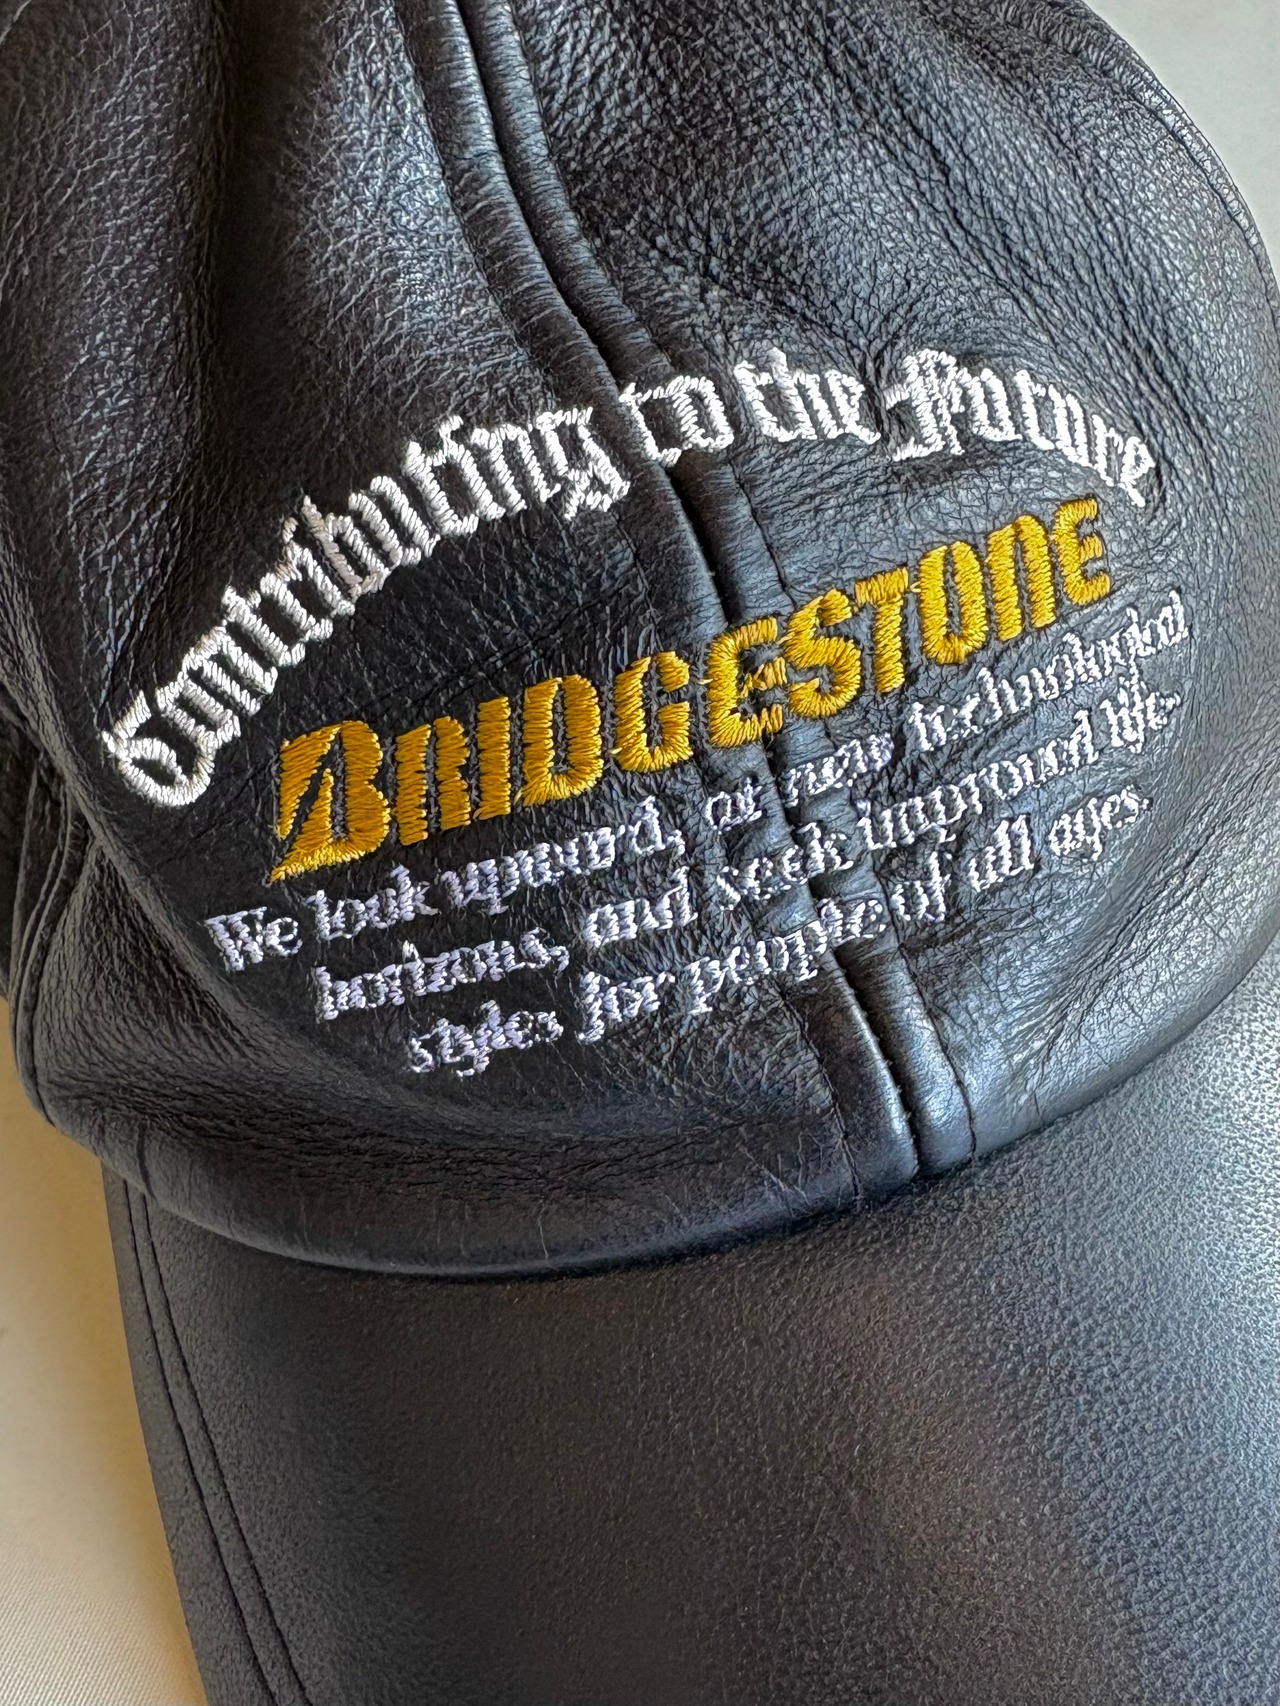 Contributing to the Future
BRIDGESTONE
We look upward, at new technological
horizons, and seek improved life-
styles for people of all ages.